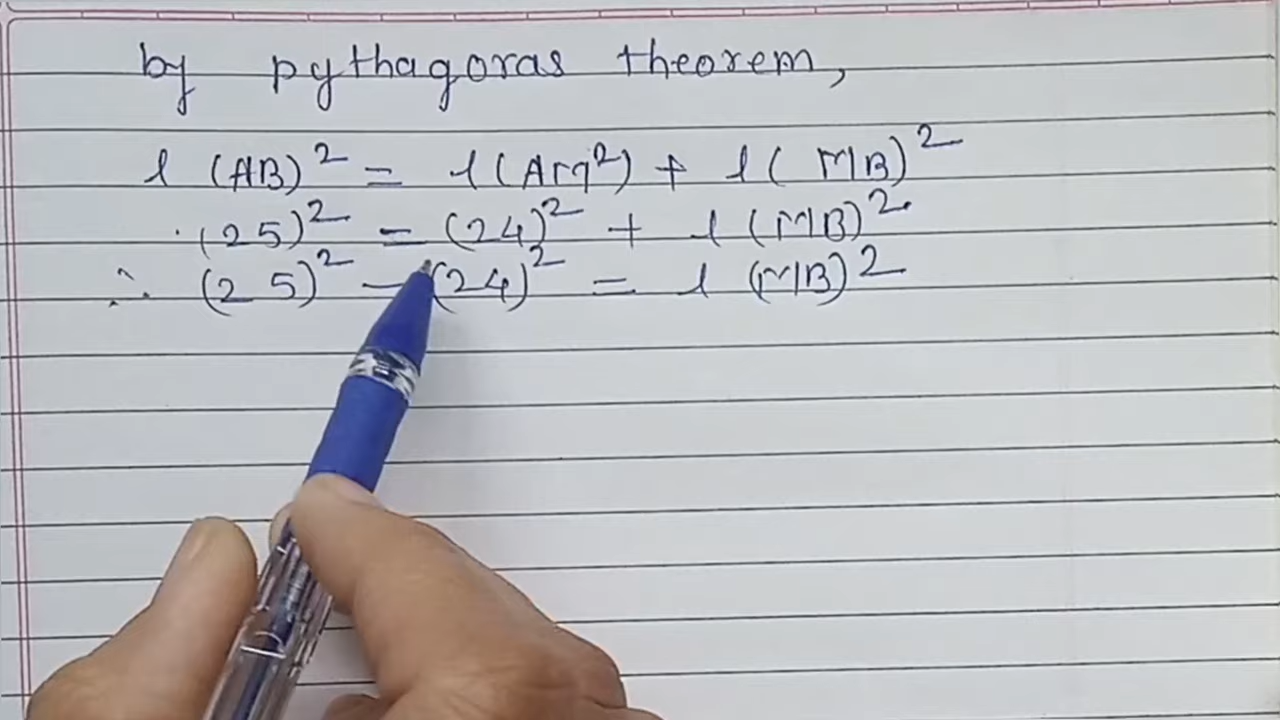 by pythagoras theorem,
l (AB)² = l (AM²) + l ( MB)²
(25)² = (24)² + l (MB)²
∴ (25)² - (24)² = l (MB)²